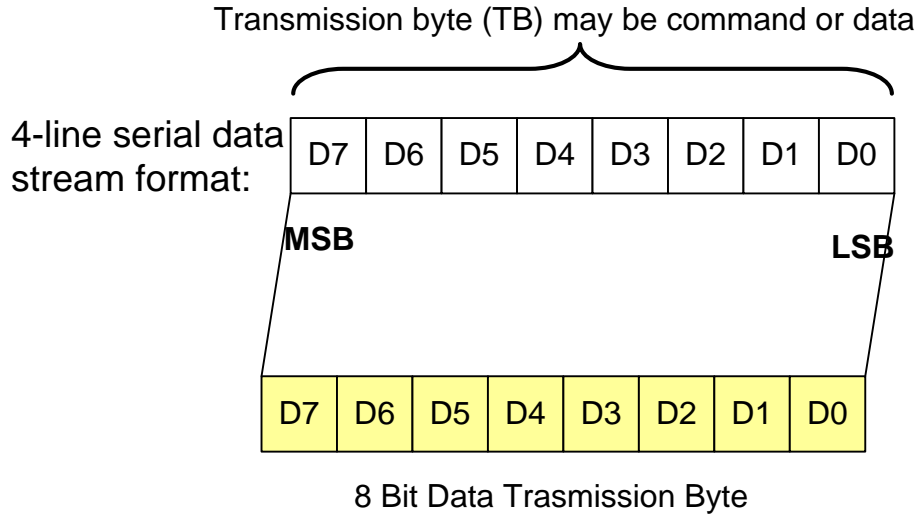 Transmission byte (TB) may be command or data
4-line serial data
stream format:
D7 D6 D5 D4 D3 D2 D1 D0
MSB LSB
D7 D6 D5 D4 D3 D2 D1 D0
8 Bit Data Trasmission Byte